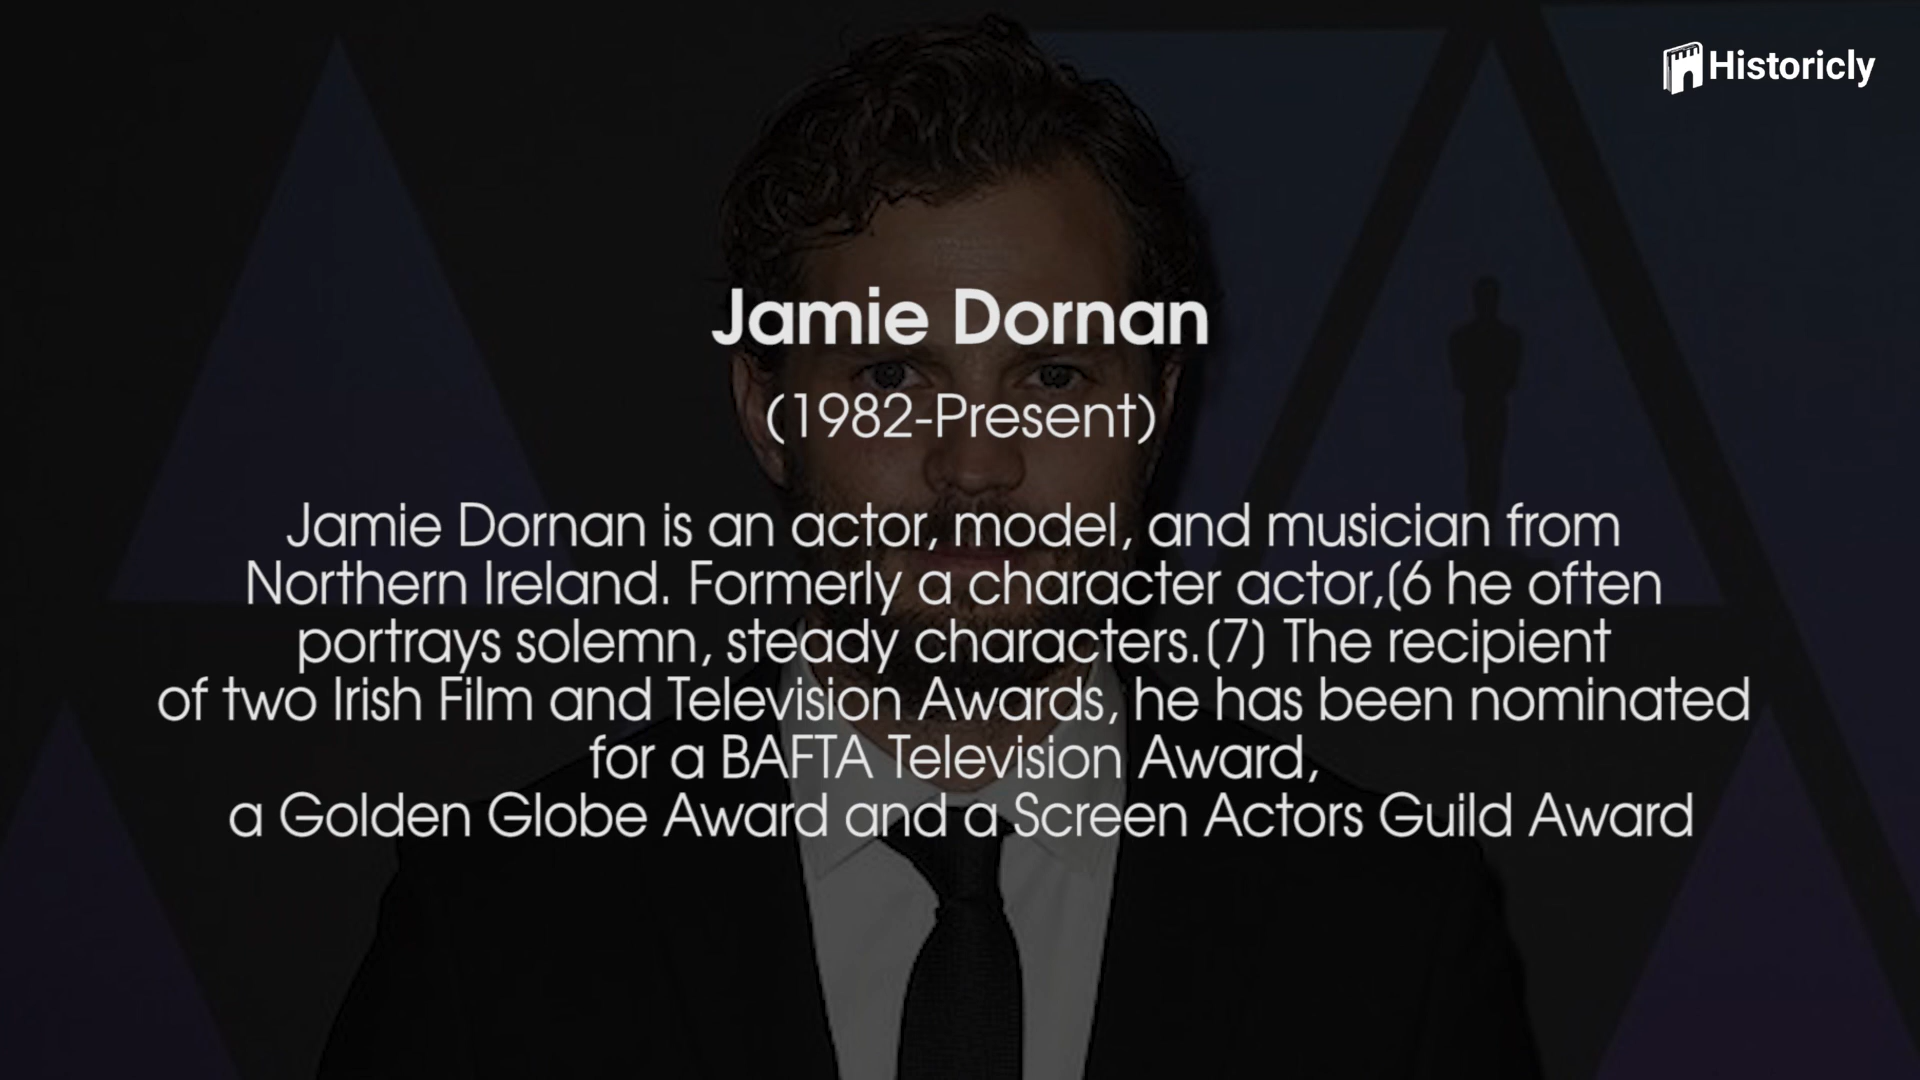 Historicly
Jamie Dornan
(1982-Present)
Jamie Dornan is an actor, model, and musician from
Northern Ireland. Formerly a character actor,(6 he often
portrays solemn, steady characters.(7) The recipient
of two Irish Film and Television Awards, he has been nominated
for a BAFTA Television Award,
a Golden Globe Award and a Screen Actors Guild Award